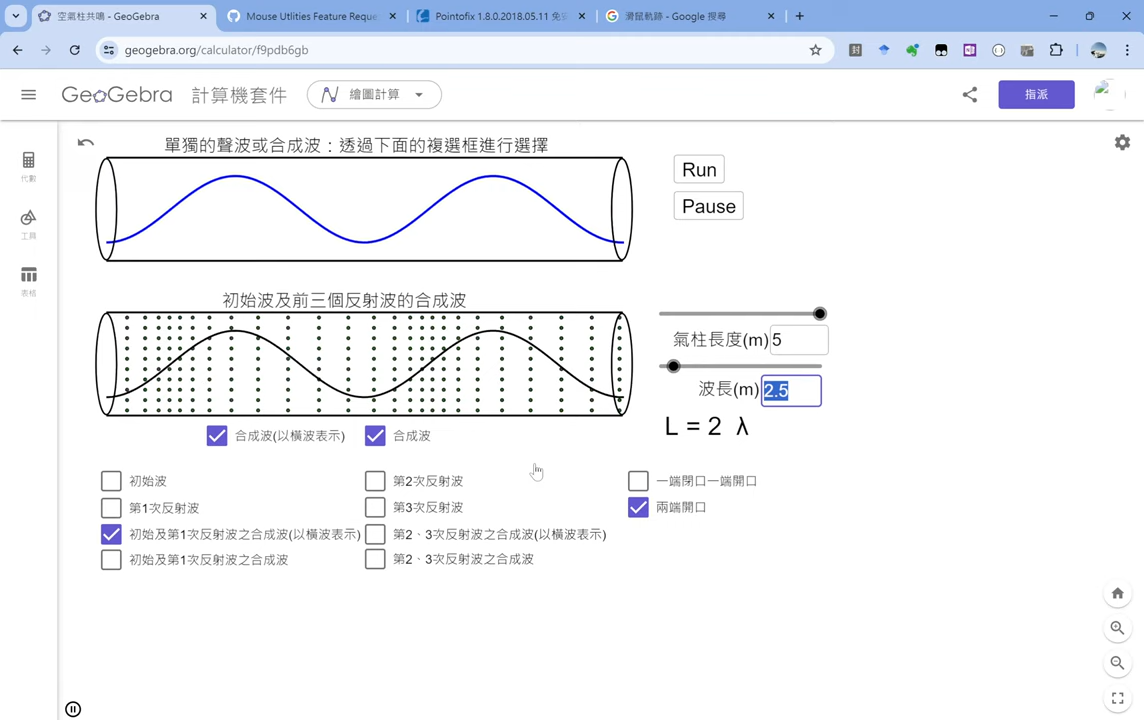 空氣柱共鳴 - GeoGebra
Mouse Utlities Feature Reque
Pointofix 1.8.0.2018.05.11 免安
滑鼠軌跡 - Google 搜尋
geogebra.org/calculator/f9pdb6gb
GeoGebra 計算機套件
繪圖計算
指派
代數
工具
表格
單獨的聲波或合成波：透過下面的複選框進行選擇
Run
Pause
初始波及前三個反射波的合成波
氣柱長度(m) 5
波長(m) 2.5
L = 2 λ
合成波(以橫波表示) 合成波
初始波 第2次反射波 一端閉口一端開口
第1次反射波 第3次反射波 兩端開口
初始及第1次反射波之合成波(以橫波表示) 第2、3次反射波之合成波(以橫波表示)
初始及第1次反射波之合成波 第2、3次反射波之合成波